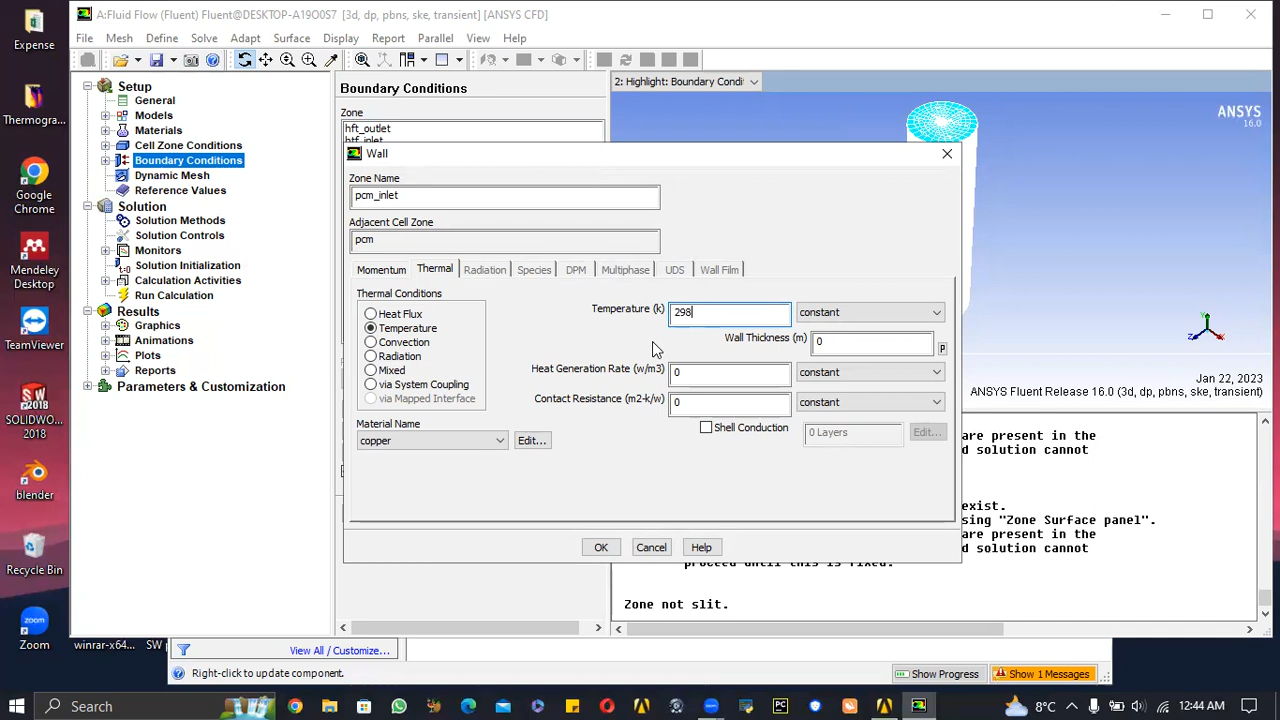 A:Fluid Flow (Fluent) Fluent@DESKTOP-A19O0S7 [3d, dp, pbns, ske, transient] [ANSYS CFD]
File Mesh Define Solve Adapt Surface Display Report Parallel View Help
Expense
Thermogra...
Google Chrome
Mendeley Desktop
TeamViewer
SOLIDWO... 2018
blender
Recycle Bin
Zoom
winrar-x64...
SW p
Setup
General
Models
Materials
Cell Zone Conditions
Boundary Conditions
Dynamic Mesh
Reference Values
Solution
Solution Methods
Solution Controls
Monitors
Solution Initialization
Calculation Activities
Run Calculation
Results
Graphics
Animations
Plots
Reports
Parameters & Customization
Boundary Conditions
Zone
hft_outlet
htf_inlet
2: Highlight: Boundary Condi
ANSYS
16.0
Wall
Zone Name
pcm_inlet
Adjacent Cell Zone
pcm
Momentum Thermal Radiation Species DPM Multiphase UDS Wall Film
Thermal Conditions
Heat Flux
Temperature
Convection
Radiation
Mixed
via System Coupling
via Mapped Interface
Material Name
copper
Edit...
Temperature (k) 298 constant
Wall Thickness (m) 0 P
Heat Generation Rate (w/m3) 0 constant
Contact Resistance (m2-k/w) 0 constant
Shell Conduction 0 Layers Edit...
OK Cancel Help
Y
X
Z
Jan 22, 2023
ANSYS Fluent Release 16.0 (3d, dp, pbns, ske, transient)
are present in the
d solution cannot
exist.
sing "Zone Surface panel".
are present in the
d solution cannot
proceed until this is fixed.
Zone not slit.
View All / Customize...
Right-click to update component.
Show Progress
Show 1 Messages
Search
8°C
12:44 AM